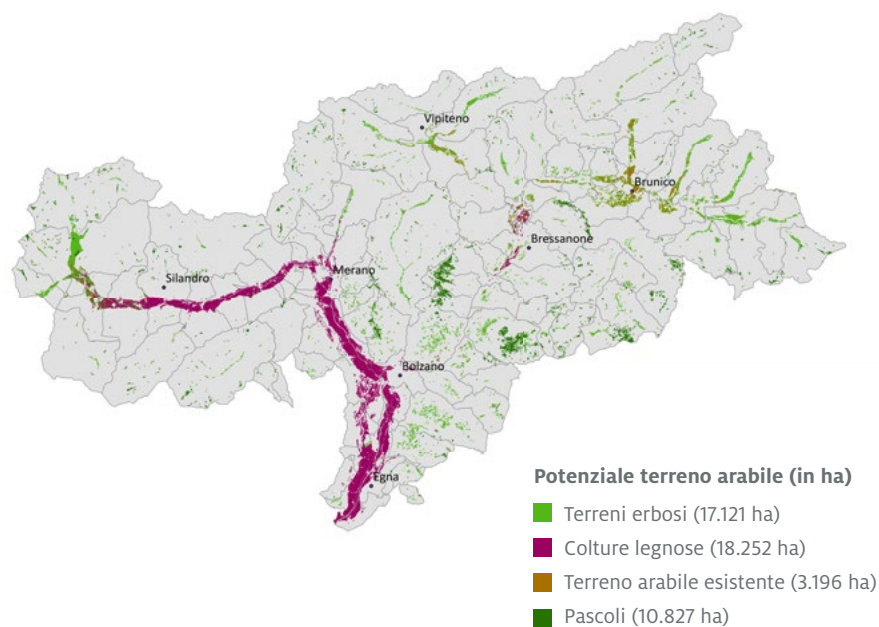 Vipiteno
Brunico
Bressanone
Merano
Silandro
Bolzano
Egna
Potenziale terreno arabile (in ha)
Terreni erbosi (17.121 ha)
Colture legnose (18.252 ha)
Terreno arabile esistente (3.196 ha)
Pascoli (10.827 ha)